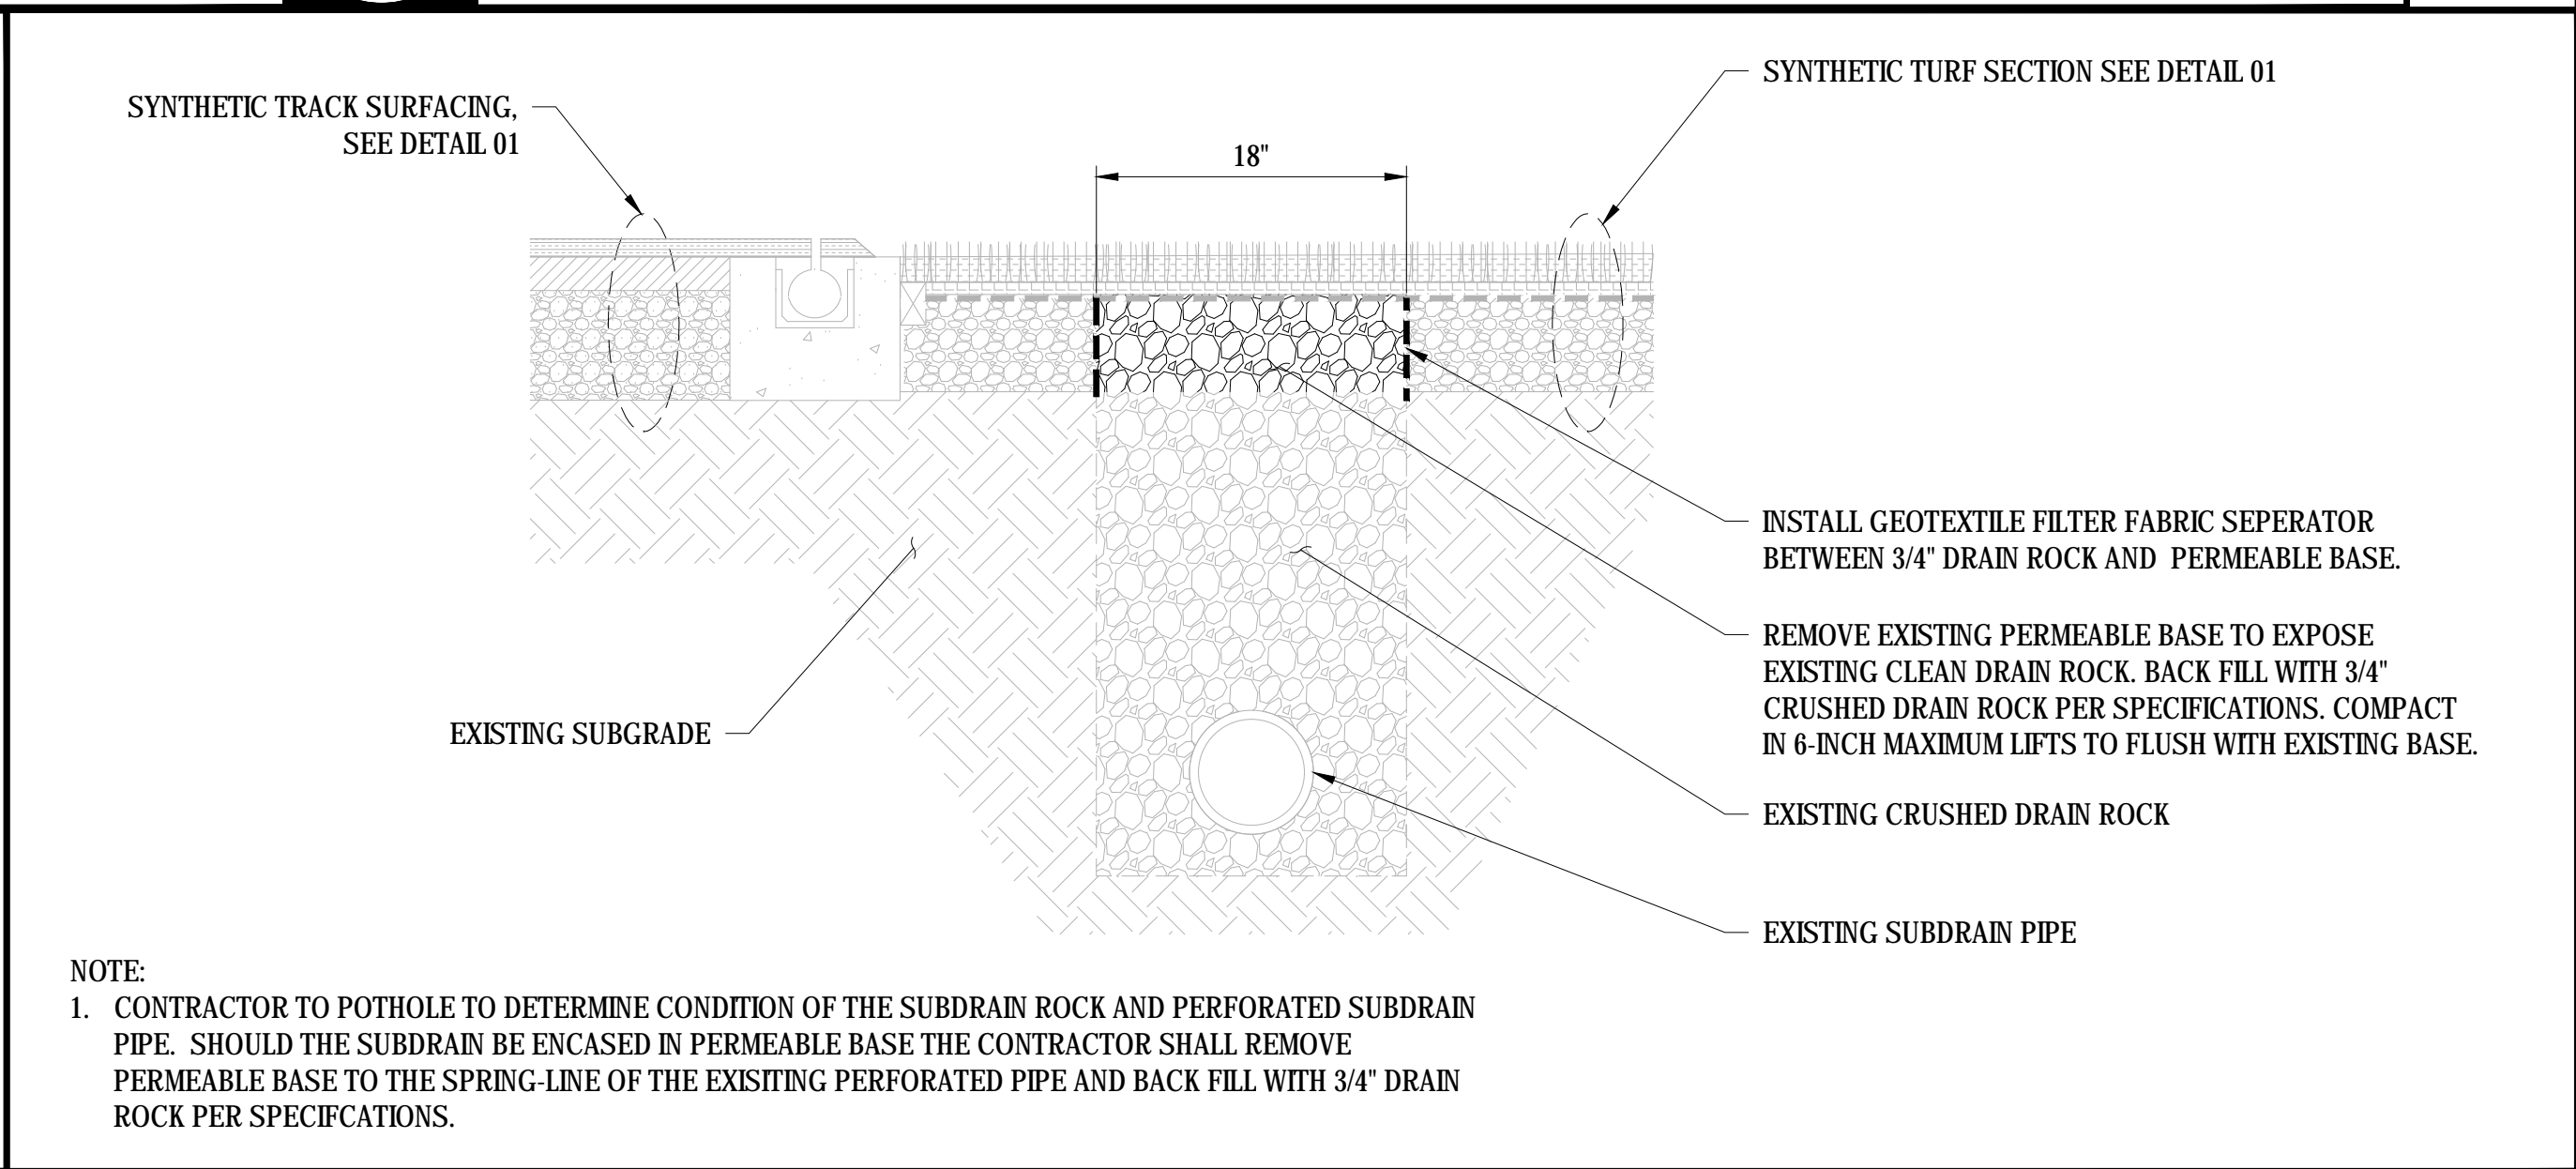 SYNTHETIC TRACK SURFACING,
SEE DETAIL 01
18"
SYNTHETIC TURF SECTION SEE DETAIL 01
INSTALL GEOTEXTILE FILTER FABRIC SEPERATOR
BETWEEN 3/4" DRAIN ROCK AND PERMEABLE BASE.
REMOVE EXISTING PERMEABLE BASE TO EXPOSE
EXISTING CLEAN DRAIN ROCK. BACK FILL WITH 3/4"
CRUSHED DRAIN ROCK PER SPECIFICATIONS. COMPACT
IN 6-INCH MAXIMUM LIFTS TO FLUSH WITH EXISTING BASE.
EXISTING SUBGRADE
EXISTING CRUSHED DRAIN ROCK
EXISTING SUBDRAIN PIPE
NOTE:
1. CONTRACTOR TO POTHOLE TO DETERMINE CONDITION OF THE SUBDRAIN ROCK AND PERFORATED SUBDRAIN
PIPE. SHOULD THE SUBDRAIN BE ENCASED IN PERMEABLE BASE THE CONTRACTOR SHALL REMOVE
PERMEABLE BASE TO THE SPRING-LINE OF THE EXISITING PERFORATED PIPE AND BACK FILL WITH 3/4" DRAIN
ROCK PER SPECIFCATIONS.